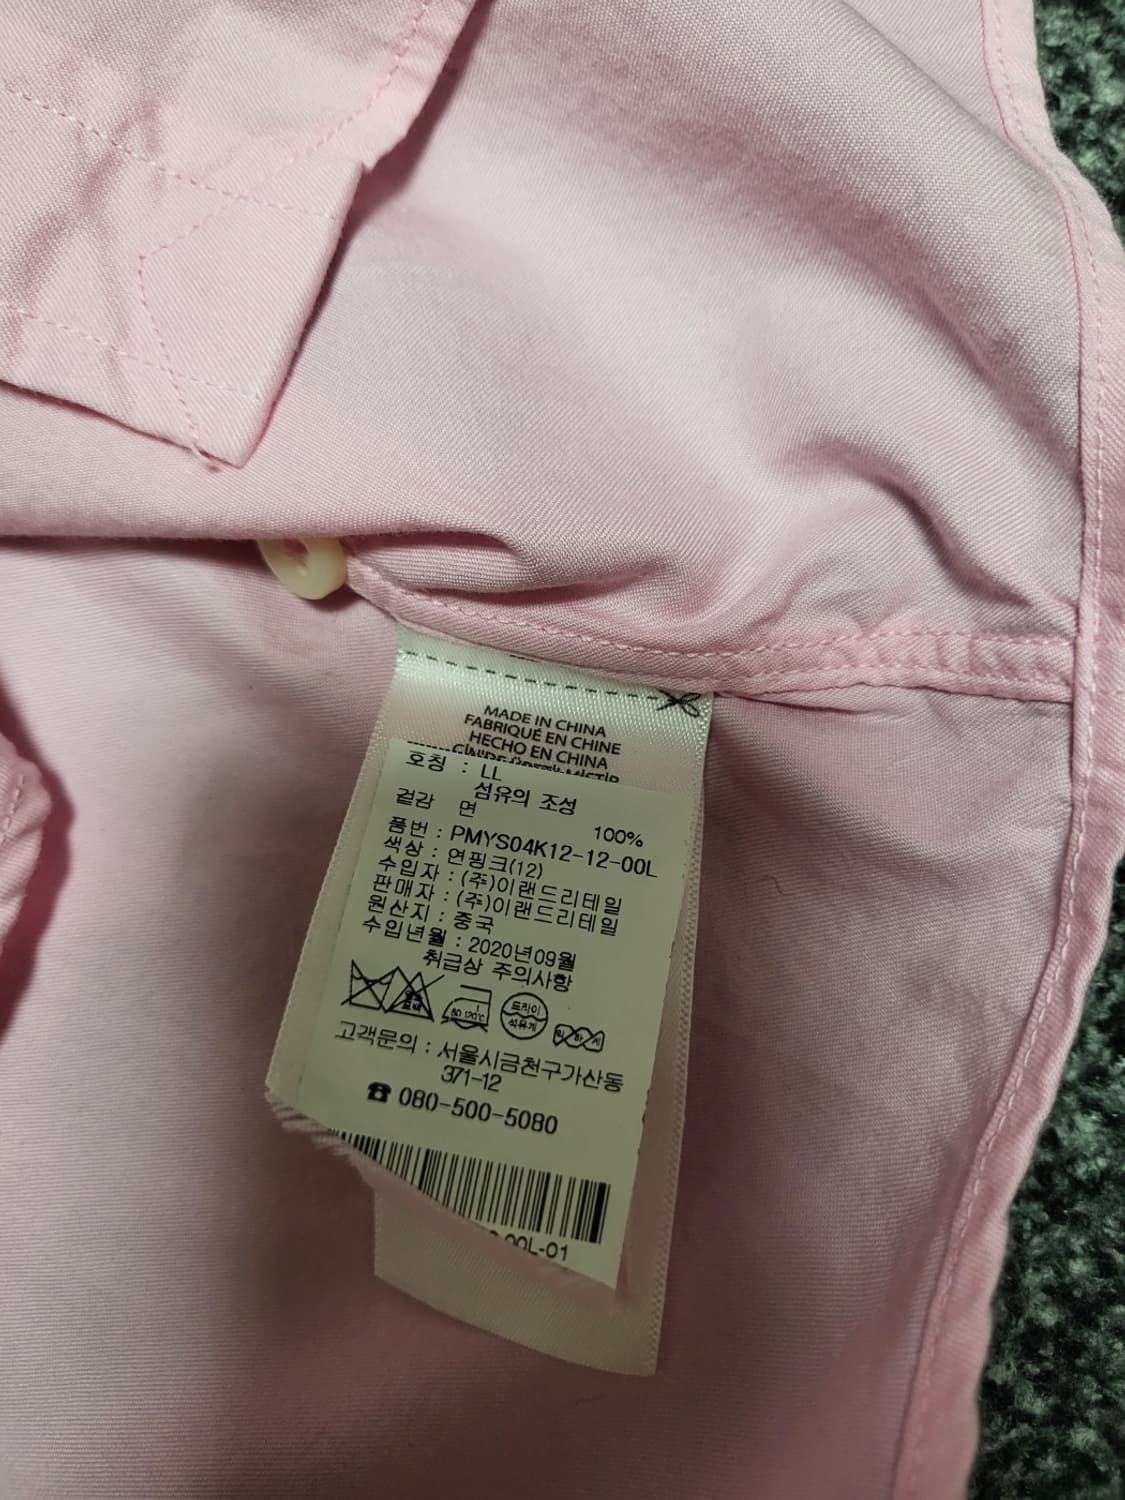 MADE IN CHINA
FABRIQUÉ EN CHINE
HECHO EN CHINA
호칭 : LL
섬유의 조성
겉감 면 100%
품번 : PMYS04K12-12-00L
색상 : 연핑크(12)
수입자 : (주)이랜드리테일
판매자 : (주)이랜드리테일
원산지 : 중국
수입년월 : 2020년09월
취급상 주의사항
80~120℃
드라이
석유계
고객문의 : 서울시금천구가산동
371-12
☎ 080-500-5080
00L-01